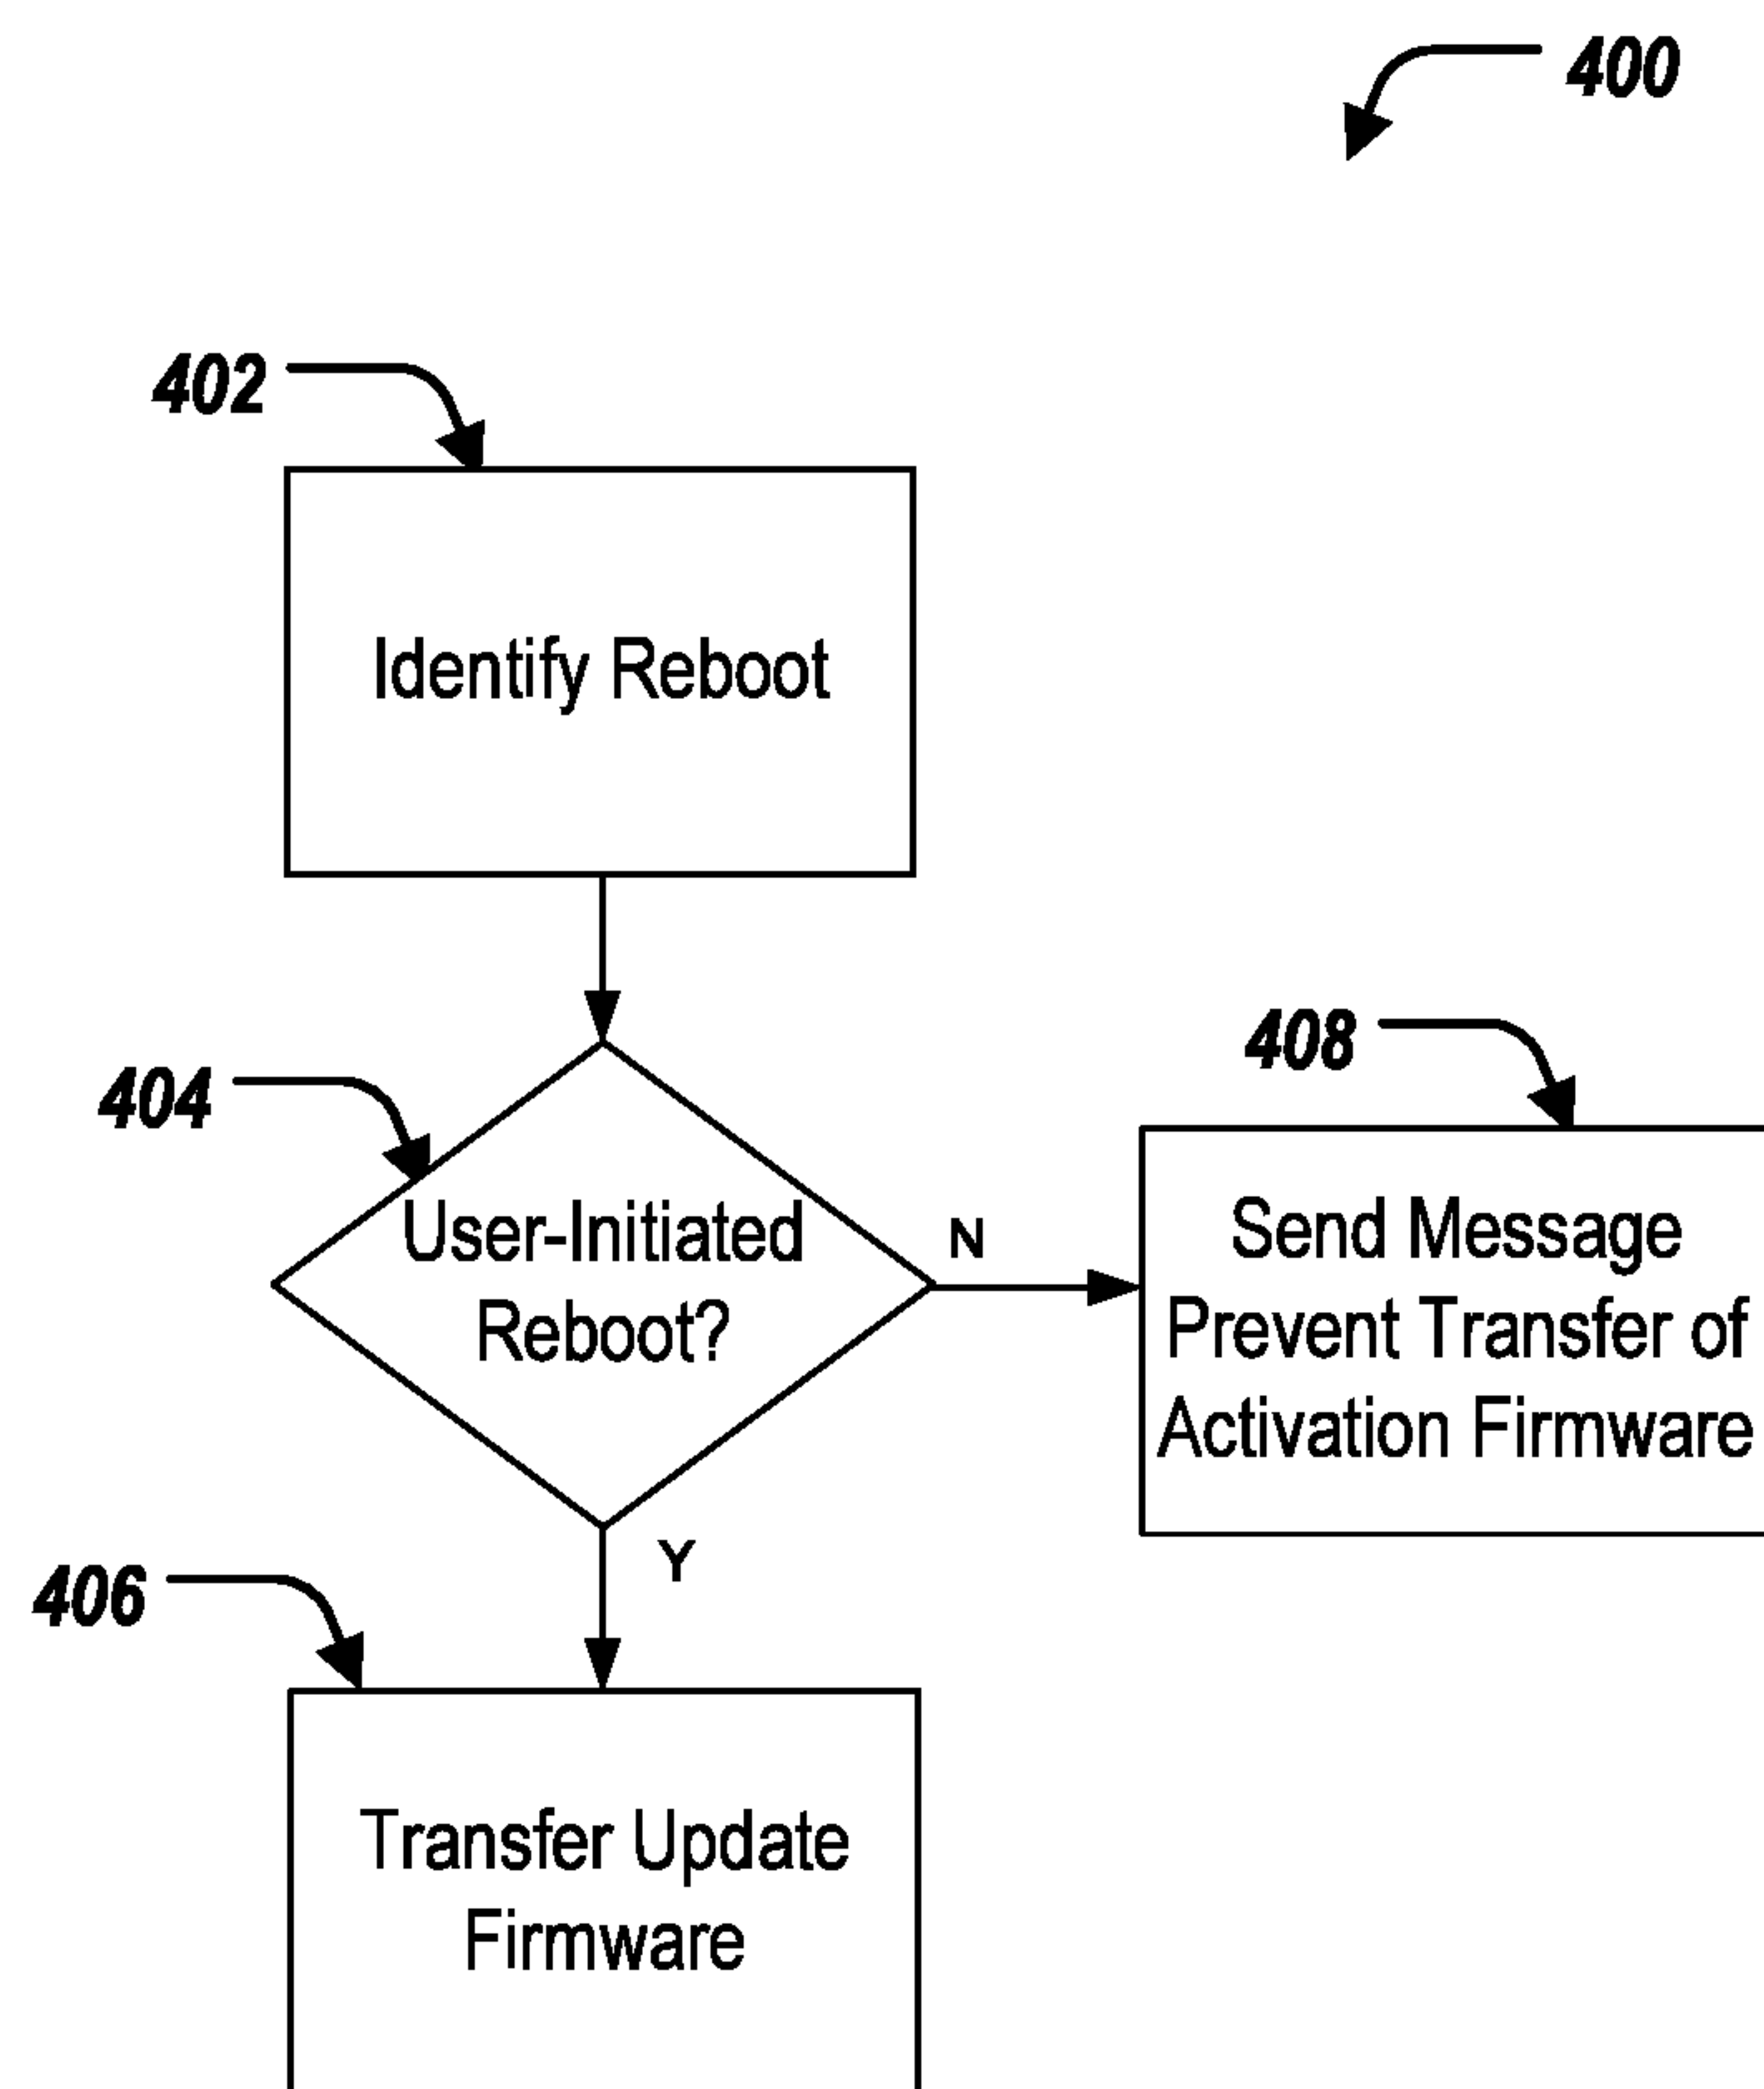 400
402
Identify Reboot
404
User-Initiated
Reboot?
N
408
Send Message
Prevent Transfer of
Activation Firmware
Y
406
Transfer Update
Firmware